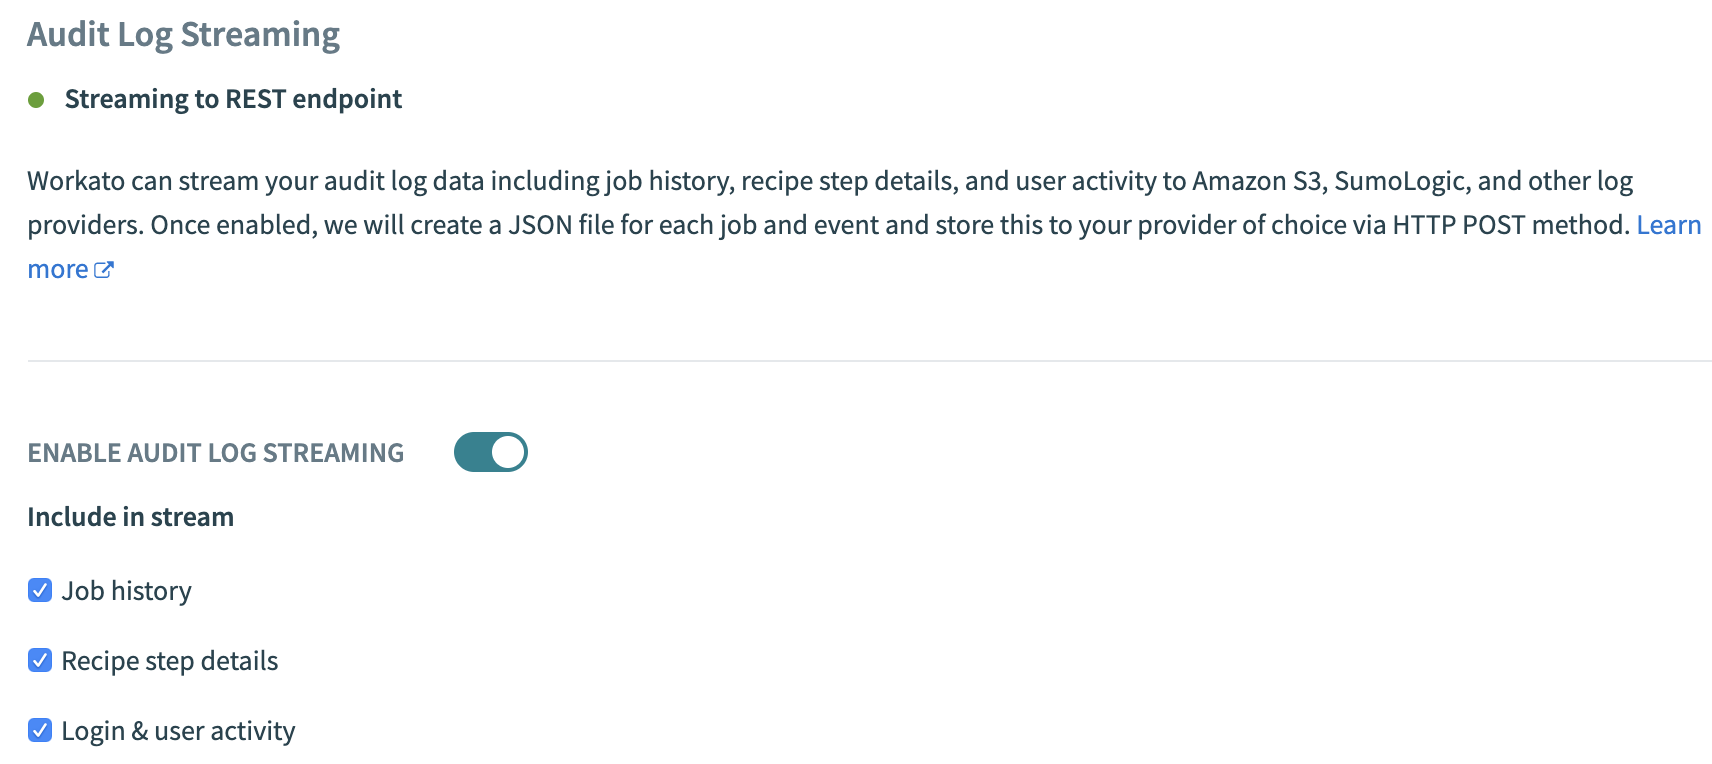 Audit Log Streaming
Streaming to REST endpoint
Workato can stream your audit log data including job history, recipe step details, and user activity to Amazon S3, SumoLogic, and other log
providers. Once enabled, we will create a JSON file for each job and event and store this to your provider of choice via HTTP POST method. Learn
more
ENABLE AUDIT LOG STREAMING
Include in stream
Job history
Recipe step details
Login & user activity